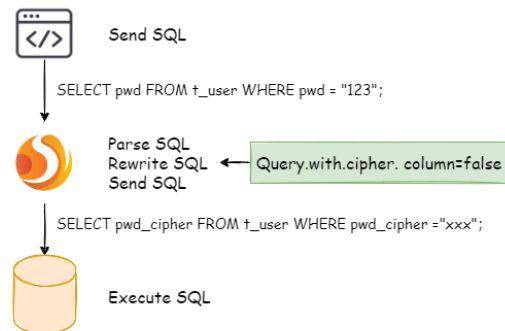 </>
Send SQL
SELECT pwd FROM t_user WHERE pwd = "123";
Parse SQL
Rewrite SQL
Send SQL
Query.with.cipher. column=false
SELECT pwd_cipher FROM t_user WHERE pwd_cipher ="xxx";
Execute SQL